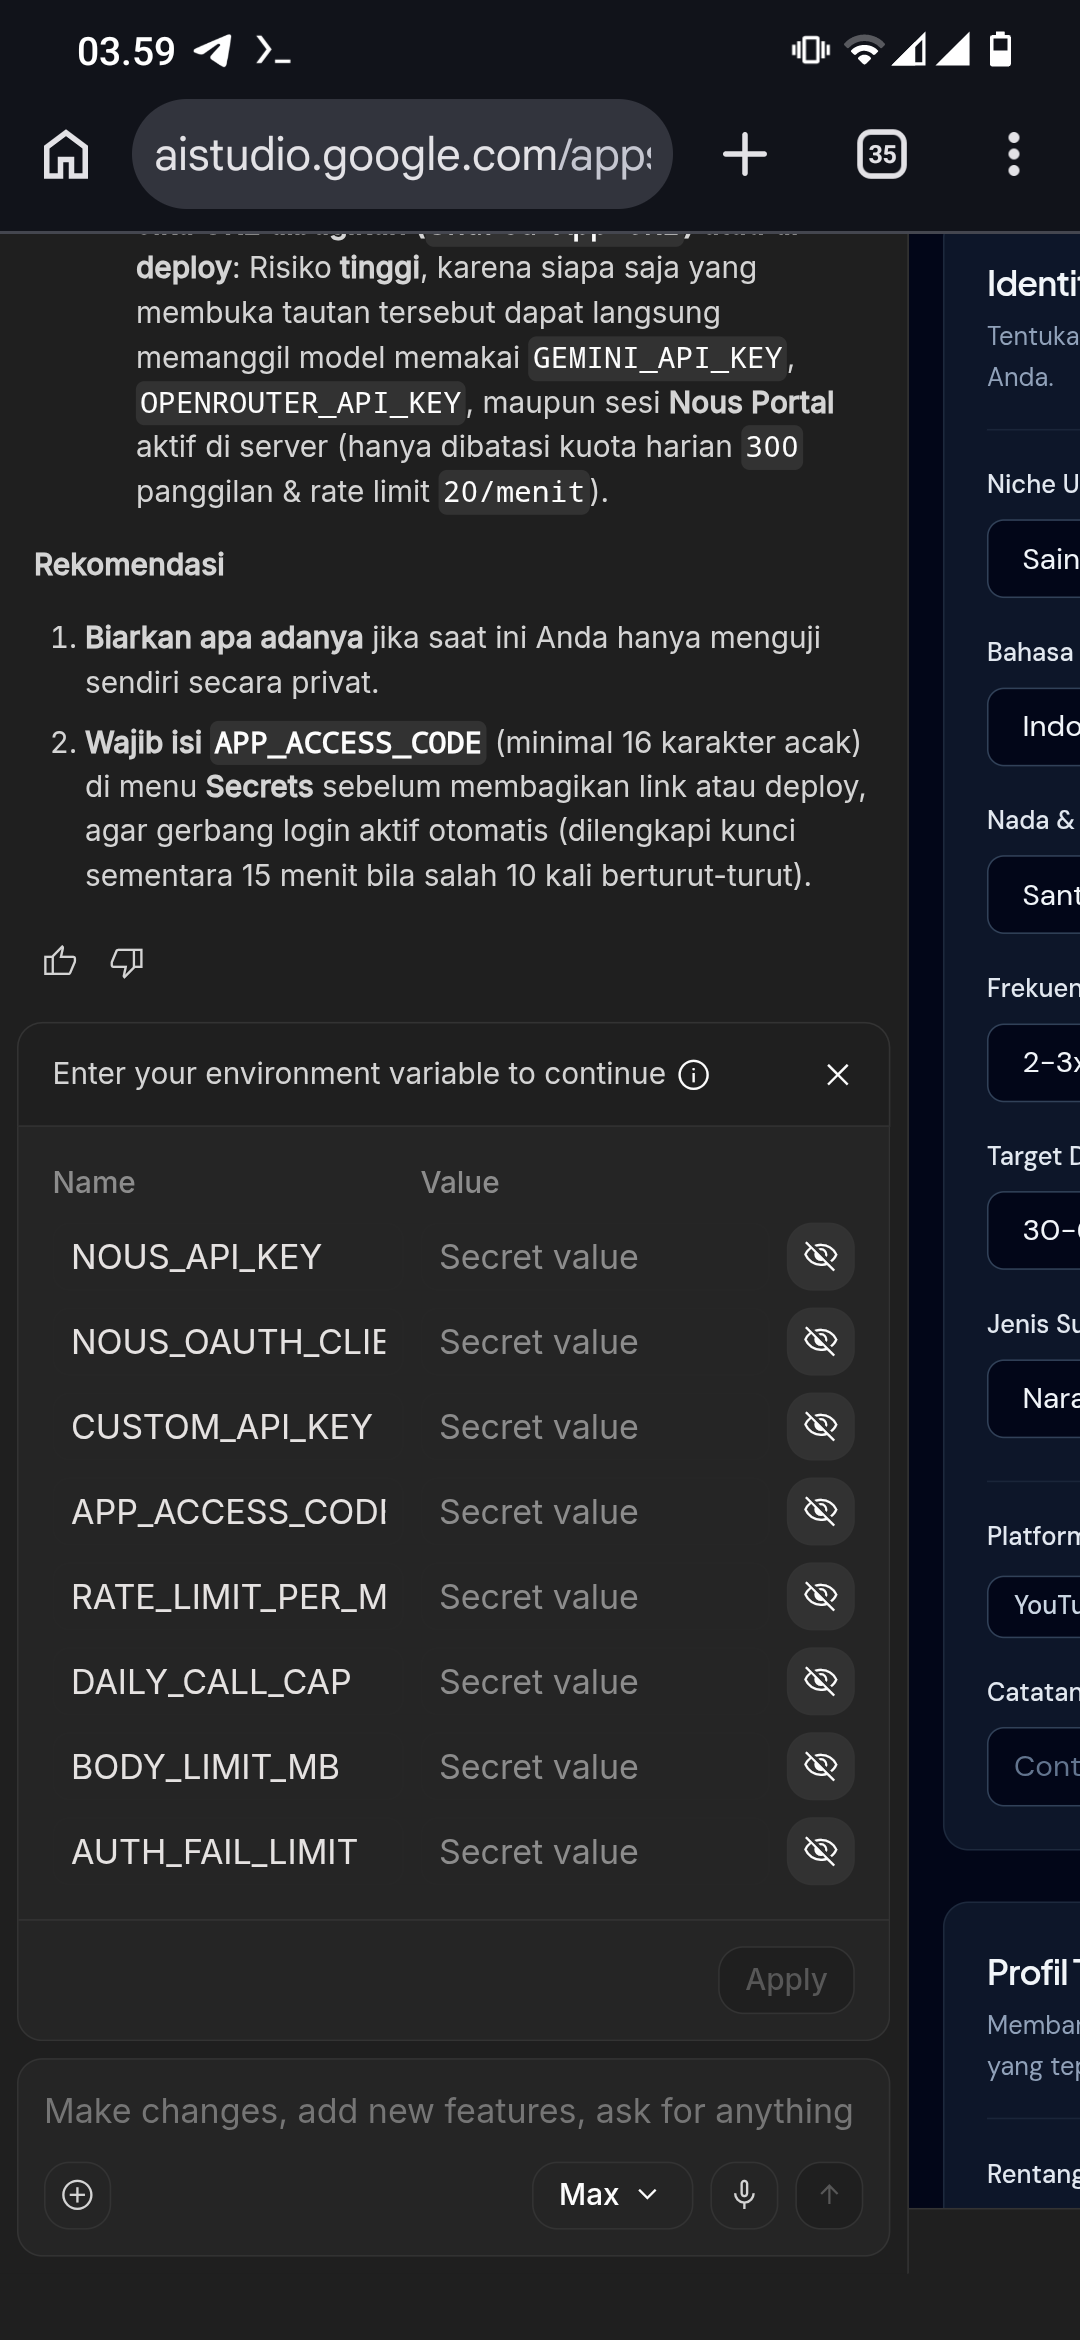 03.59
aistudio.google.com/apps
35
deploy: Risiko tinggi, karena siapa saja yang
membuka tautan tersebut dapat langsung
memanggil model memakai GEMINI_API_KEY,
OPENROUTER_API_KEY, maupun sesi Nous Portal
aktif di server (hanya dibatasi kuota harian 300
panggilan & rate limit 20/menit).
Rekomendasi
1. Biarkan apa adanya jika saat ini Anda hanya menguji
sendiri secara privat.
2. Wajib isi APP_ACCESS_CODE (minimal 16 karakter acak)
di menu Secrets sebelum membagikan link atau deploy,
agar gerbang login aktif otomatis (dilengkapi kunci
sementara 15 menit bila salah 10 kali berturut-turut).
Enter your environment variable to continue
Name Value
NOUS_API_KEY Secret value
NOUS_OAUTH_CLIE Secret value
CUSTOM_API_KEY Secret value
APP_ACCESS_CODE Secret value
RATE_LIMIT_PER_M Secret value
DAILY_CALL_CAP Secret value
BODY_LIMIT_MB Secret value
AUTH_FAIL_LIMIT Secret value
Apply
Make changes, add new features, ask for anything
Max
Identit
Tentuka
Anda.
Niche U
Sain
Bahasa
Indo
Nada &
Sant
Frekuen
2-3x
Target D
30-
Jenis Su
Nara
Platform
YouTu
Catatan
Cont
Profil T
Memban
yang tep
Rentang